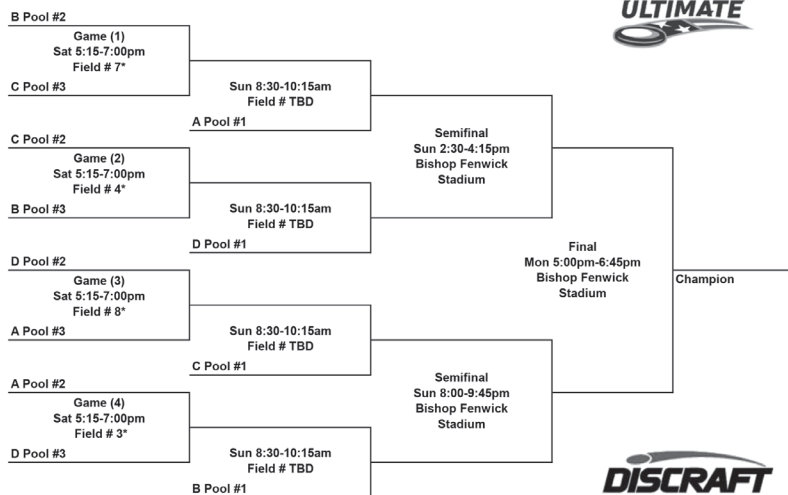 ULTIMATE
B Pool #2
Game (1)
Sat 5:15-7:00pm
Field # 7*
C Pool #3
Sun 8:30-10:15am
Field # TBD
A Pool #1
C Pool #2
Game (2)
Sat 5:15-7:00pm
Field # 4*
B Pool #3
Sun 8:30-10:15am
Field # TBD
D Pool #1
Semifinal
Sun 2:30-4:15pm
Bishop Fenwick
Stadium
D Pool #2
Game (3)
Sat 5:15-7:00pm
Field # 8*
A Pool #3
Sun 8:30-10:15am
Field # TBD
C Pool #1
A Pool #2
Game (4)
Sat 5:15-7:00pm
Field # 3*
D Pool #3
Sun 8:30-10:15am
Field # TBD
B Pool #1
Semifinal
Sun 8:00-9:45pm
Bishop Fenwick
Stadium
Final
Mon 5:00pm-6:45pm
Bishop Fenwick
Stadium
Champion
DISCRAFT